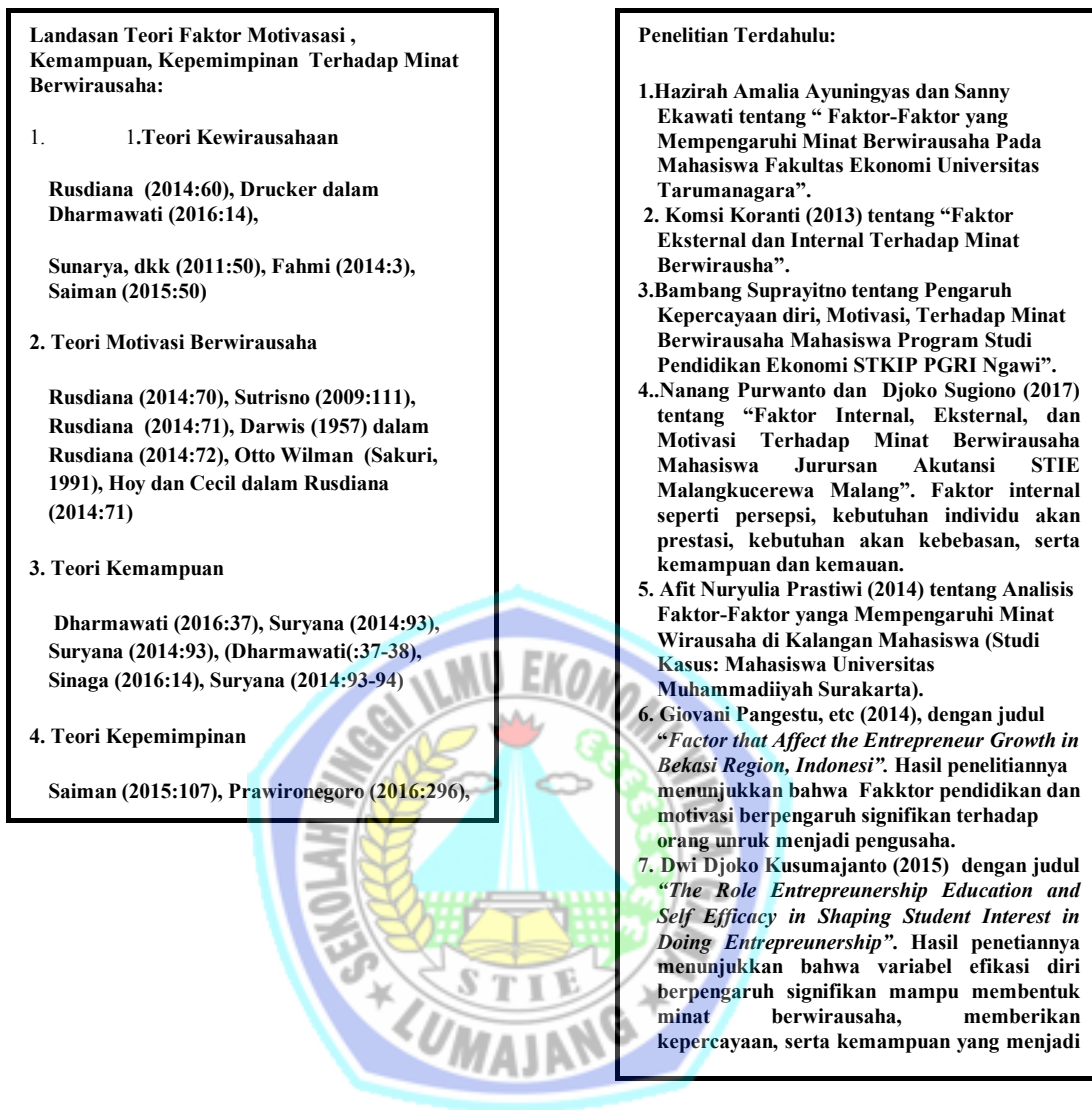 Landasan Teori Faktor Motivasasi ,
Kemampuan, Kepemimpinan Terhadap Minat
Berwirausaha:
1. 1.Teori Kewirausahaan
Rusdiana (2014:60), Drucker dalam
Dharmawati (2016:14),
Sunarya, dkk (2011:50), Fahmi (2014:3),
Saiman (2015:50)
2. Teori Motivasi Berwirausaha
Rusdiana (2014:70), Sutrisno (2009:111),
Rusdiana (2014:71), Darwis (1957) dalam
Rusdiana (2014:72), Otto Wilman (Sakuri,
1991), Hoy dan Cecil dalam Rusdiana
(2014:71)
3. Teori Kemampuan
Dharmawati (2016:37), Suryana (2014:93),
Suryana (2014:93), (Dharmawati(:37-38),
Sinaga (2016:14), Suryana (2014:93-94)
4. Teori Kepemimpinan
Saiman (2015:107), Prawironegoro (2016:296),
Penelitian Terdahulu:
1.Hazirah Amalia Ayuningyas dan Sanny
Ekawati tentang “ Faktor-Faktor yang
Mempengaruhi Minat Berwirausaha Pada
Mahasiswa Fakultas Ekonomi Universitas
Tarumanagara”.
2. Komsi Koranti (2013) tentang “Faktor
Eksternal dan Internal Terhadap Minat
Berwirausha”.
3.Bambang Suprayitno tentang Pengaruh
Kepercayaan diri, Motivasi, Terhadap Minat
Berwirausaha Mahasiswa Program Studi
Pendidikan Ekonomi STKIP PGRI Ngawi”.
4..Nanang Purwanto dan Djoko Sugiono (2017)
tentang “Faktor Internal, Eksternal, dan
Motivasi Terhadap Minat Berwirausaha
Mahasiswa Jurursan Akutansi STIE
Malangkucerewa Malang”. Faktor internal
seperti persepsi, kebutuhan individu akan
prestasi, kebutuhan akan kebebasan, serta
kemampuan dan kemauan.
5. Afit Nuryulia Prastiwi (2014) tentang Analisis
Faktor-Faktor yanga Mempengaruhi Minat
Wirausaha di Kalangan Mahasiswa (Studi
Kasus: Mahasiswa Universitas
Muhammadiiyah Surakarta).
6. Giovani Pangestu, etc (2014), dengan judul
“Factor that Affect the Entrepreneur Growth in
Bekasi Region, Indonesi”. Hasil penelitiannya
menunjukkan bahwa Fakktor pendidikan dan
motivasi berpengaruh signifikan terhadap
orang unruk menjadi pengusaha.
7. Dwi Djoko Kusumajanto (2015) dengan judul
“The Role Entrepreunership Education and
Self Efficacy in Shaping Student Interest in
Doing Entrepreunership”. Hasil penetiannya
menunjukkan bahwa variabel efikasi diri
berpengaruh signifikan mampu membentuk
minat berwirausaha, memberikan
kepercayaan, serta kemampuan yang menjadi
SEKOLAH TINGGI ILMU EKONOMI
STIE
LUMAJANG